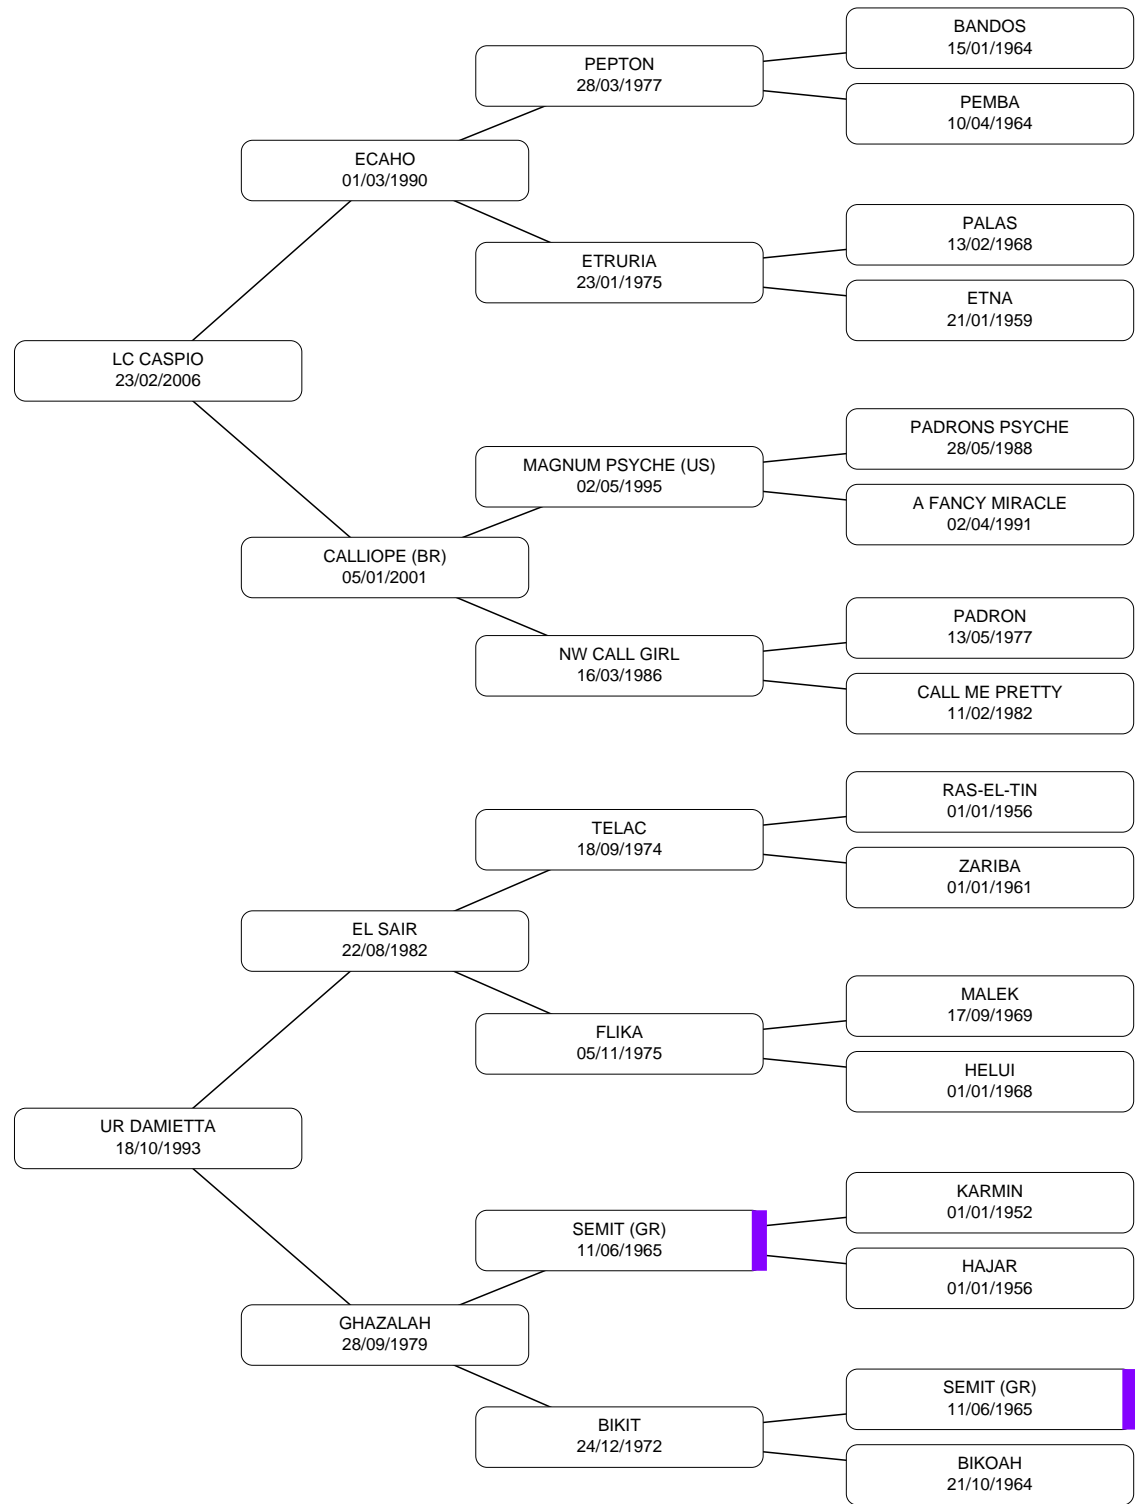 BANDOS
15/01/1964
PEPTON
28/03/1977
PEMBA
10/04/1964
ECAHO
01/03/1990
PALAS
13/02/1968
ETRURIA
23/01/1975
ETNA
21/01/1959
LC CASPIO
23/02/2006
PADRONS PSYCHE
28/05/1988
MAGNUM PSYCHE (US)
02/05/1995
A FANCY MIRACLE
02/04/1991
CALLIOPE (BR)
05/01/2001
PADRON
13/05/1977
NW CALL GIRL
16/03/1986
CALL ME PRETTY
11/02/1982
RAS-EL-TIN
01/01/1956
TELAC
18/09/1974
ZARIBA
01/01/1961
EL SAIR
22/08/1982
MALEK
17/09/1969
FLIKA
05/11/1975
HELUI
01/01/1968
UR DAMIETTA
18/10/1993
KARMIN
01/01/1952
SEMIT (GR)
11/06/1965
HAJAR
01/01/1956
GHAZALAH
28/09/1979
SEMIT (GR)
11/06/1965
BIKIT
24/12/1972
BIKOAH
21/10/1964